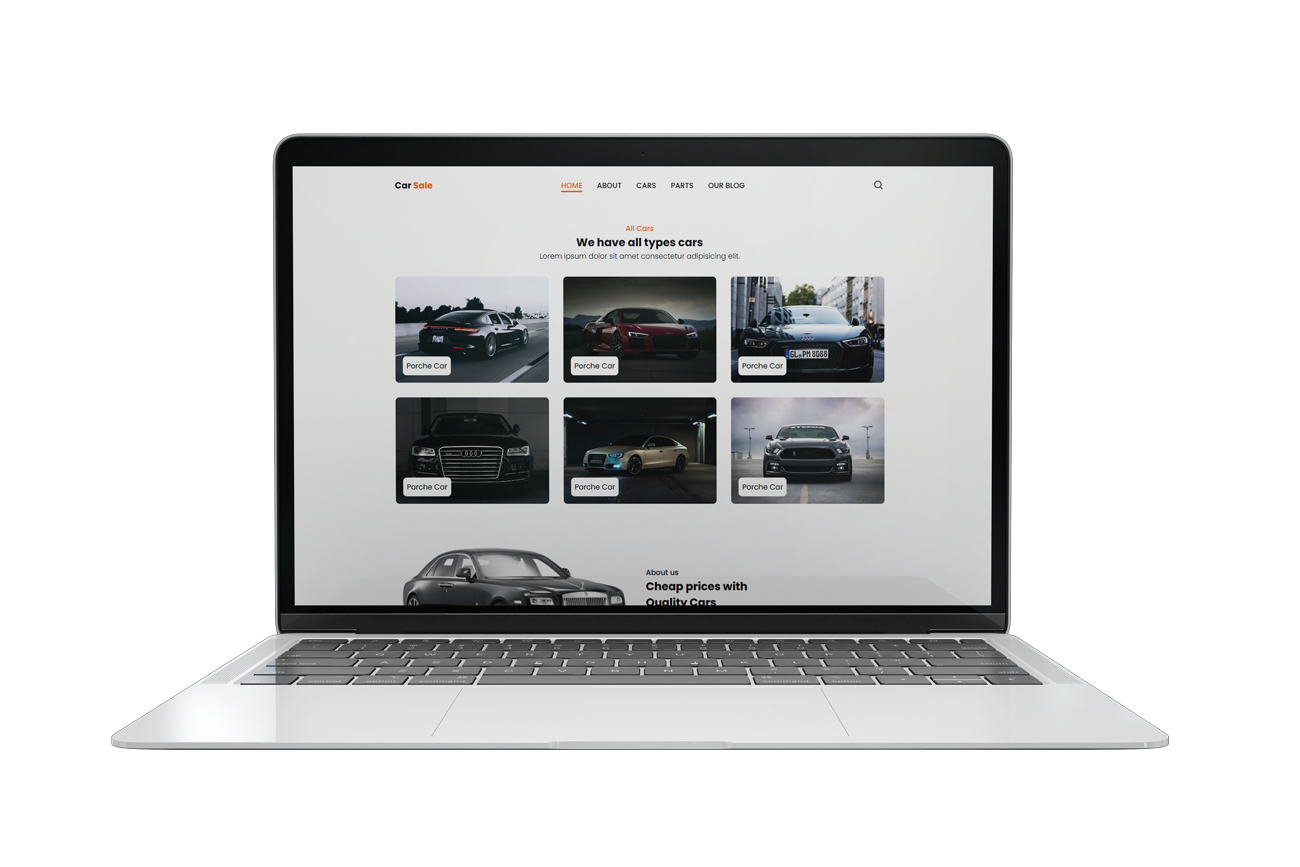 Car Sale
HOME ABOUT CARS PARTS OUR BLOG
All Cars
We have all types cars
Lorem ipsum dolor sit amet consectetur adipisicing elit.
Porche Car
Porche Car
GL PM 8088
Porche Car
Porche Car
Porche Car
Porche Car
About us
Cheap prices with
Quality Cars